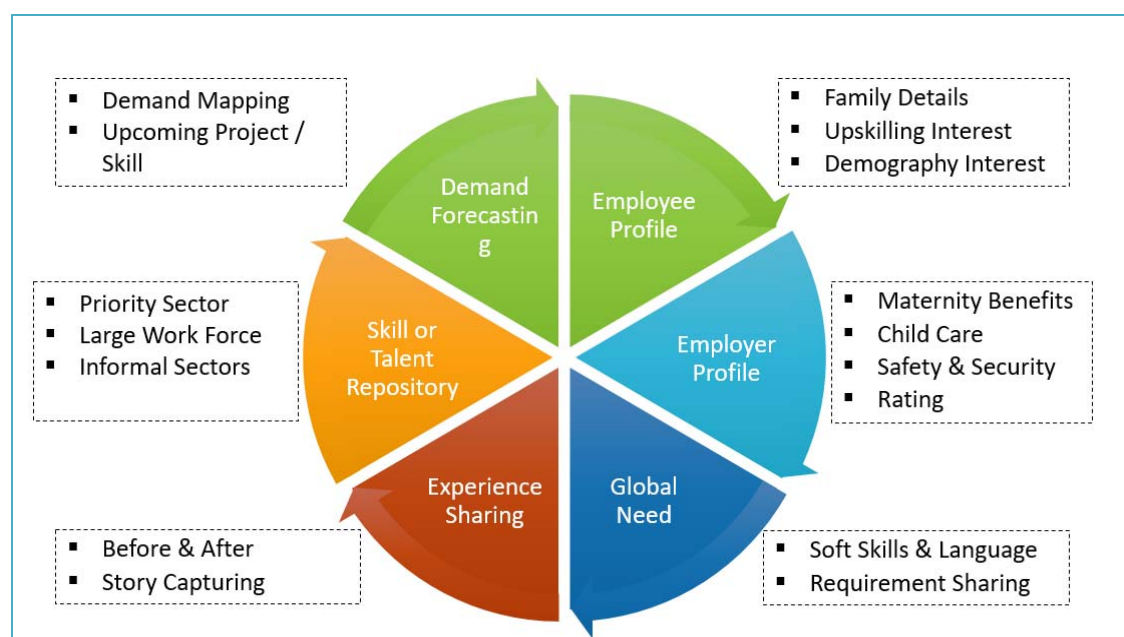 ▪ Demand Mapping
▪ Upcoming Project /
Skill
▪ Family Details
▪ Upskilling Interest
▪ Demography Interest
Demand
Forecastin
g
Employee
Profile
▪ Priority Sector
▪ Large Work Force
▪ Informal Sectors
Skill or
Talent
Repository
Employer
Profile
▪ Maternity Benefits
▪ Child Care
▪ Safety & Security
▪ Rating
Experience
Sharing
Global
Need
▪ Before & After
▪ Story Capturing
▪ Soft Skills & Language
▪ Requirement Sharing